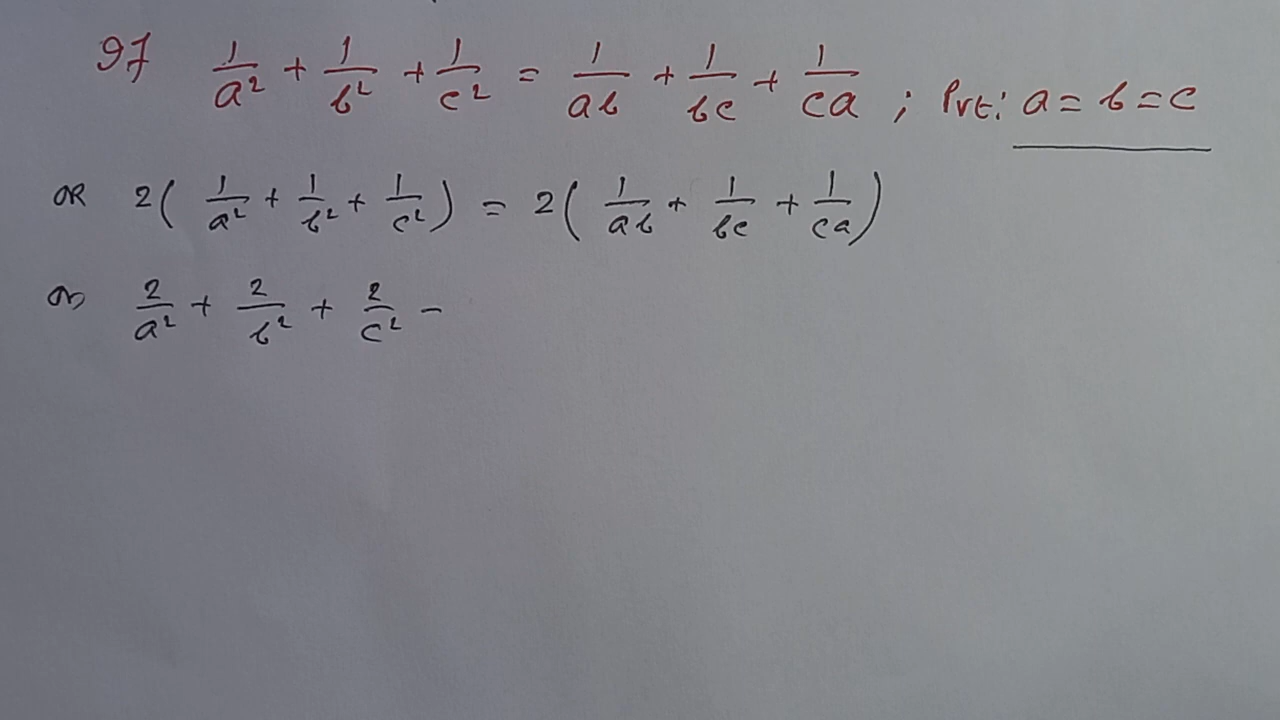 97 1/a² + 1/b² + 1/c² = 1/ab + 1/bc + 1/ca ; Prt: a = b = c
OR 2( 1/a² + 1/b² + 1/c² ) = 2( 1/ab + 1/bc + 1/ca )
or 2/a² + 2/b² + 2/c² -